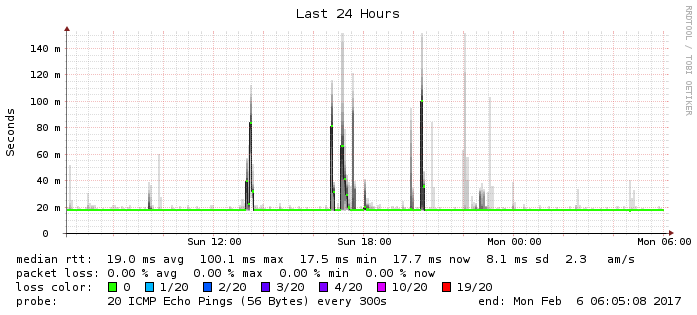 Last 24 Hours
RRDTOOL / TOBI OETIKER
Seconds
140 m
120 m
100 m
80 m
60 m
40 m
20 m
0
Sun 12:00 Sun 18:00 Mon 00:00 Mon 06:00
median rtt: 19.0 ms avg 100.1 ms max 17.5 ms min 17.7 ms now 8.1 ms sd 2.3 am/s
packet loss: 0.00 % avg 0.00 % max 0.00 % min 0.00 % now
loss color: 0 1/20 2/20 3/20 4/20 10/20 19/20
probe: 20 ICMP Echo Pings (56 Bytes) every 300s end: Mon Feb 6 06:05:08 2017